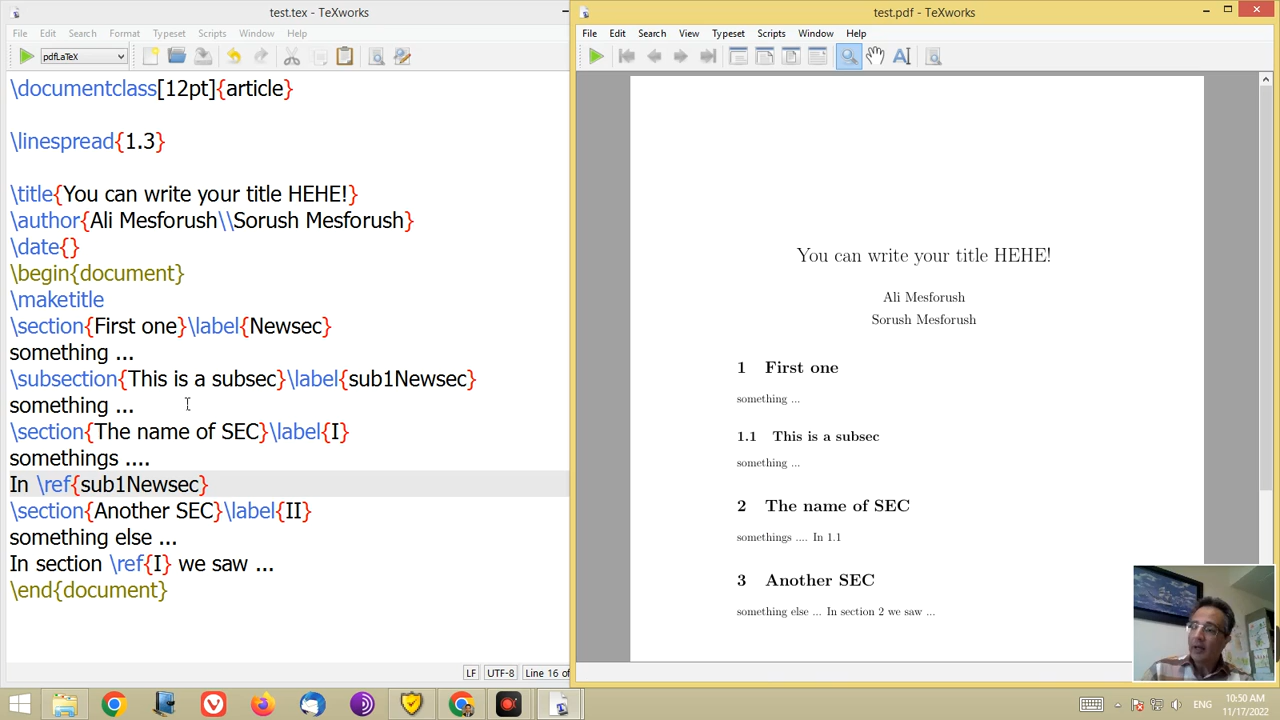 test.tex - TeXworks
File Edit Search Format Typeset Scripts Window Help
pdfLaTeX
\documentclass[12pt]{article}
\linespread{1.3}
\title{You can write your title HEHE!}
\author{Ali Mesforush\\Sorush Mesforush}
\date{}
\begin{document}
\maketitle
\section{First one}\label{Newsec}
something ...
\subsection{This is a subsec}\label{sub1Newsec}
something ...
\section{The name of SEC}\label{I}
somethings ....
In \ref{sub1Newsec}
\section{Another SEC}\label{II}
something else ...
In section \ref{I} we saw ...
\end{document}
LF UTF-8 Line 16 of
test.pdf - TeXworks
File Edit Search View Typeset Scripts Window Help
You can write your title HEHE!
Ali Mesforush
Sorush Mesforush
1 First one
something ...
1.1 This is a subsec
something ...
2 The name of SEC
somethings .... In 1.1
3 Another SEC
something else ... In section 2 we saw ...
ENG
10:50 AM
11/17/2022